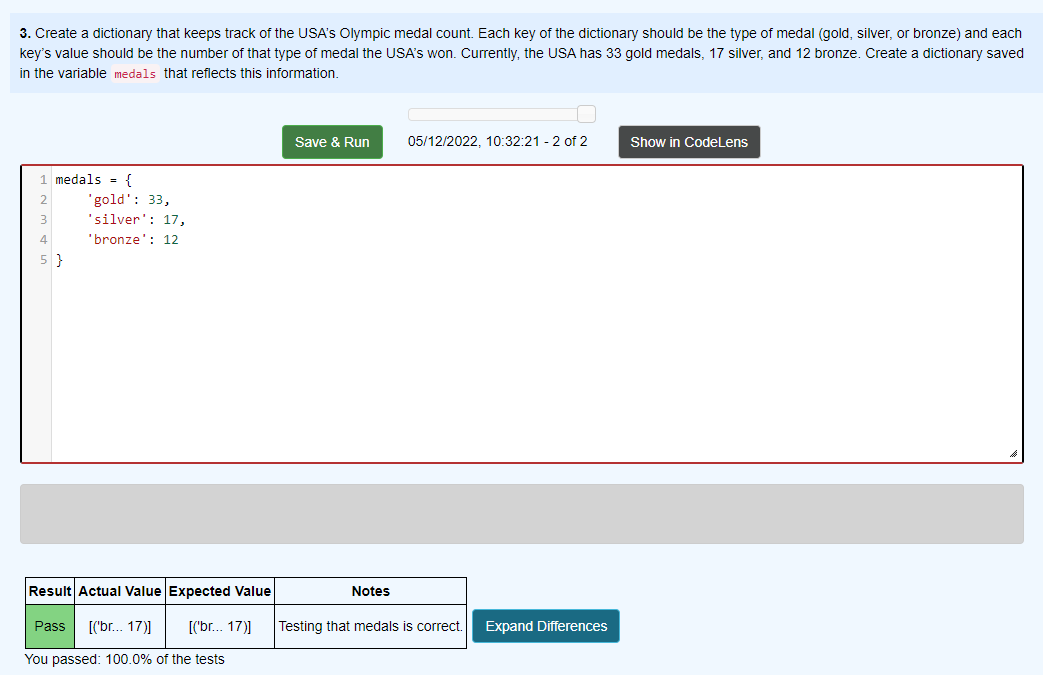 3. Create a dictionary that keeps track of the USA's Olympic medal count. Each key of the dictionary should be the type of medal (gold, silver, or bronze) and each
key's value should be the number of that type of medal the USA's won. Currently, the USA has 33 gold medals, 17 silver, and 12 bronze. Create a dictionary saved
in the variable medals that reflects this information.
Save & Run 05/12/2022, 10:32:21 - 2 of 2 Show in CodeLens
1 medals = {
2     'gold': 33,
3     'silver': 17,
4     'bronze': 12
5 }
Result Actual Value Expected Value Notes
Pass [('br... 17)] [('br... 17)] Testing that medals is correct. Expand Differences
You passed: 100.0% of the tests